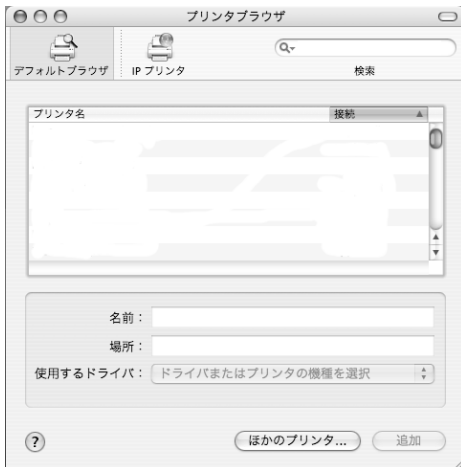 プリンタブラウザ
デフォルトブラウザ IP プリンタ 検索
プリンタ名 接続
名前：
場所：
使用するドライバ： ドライバまたはプリンタの機種を選択
? ほかのプリンタ... 追加